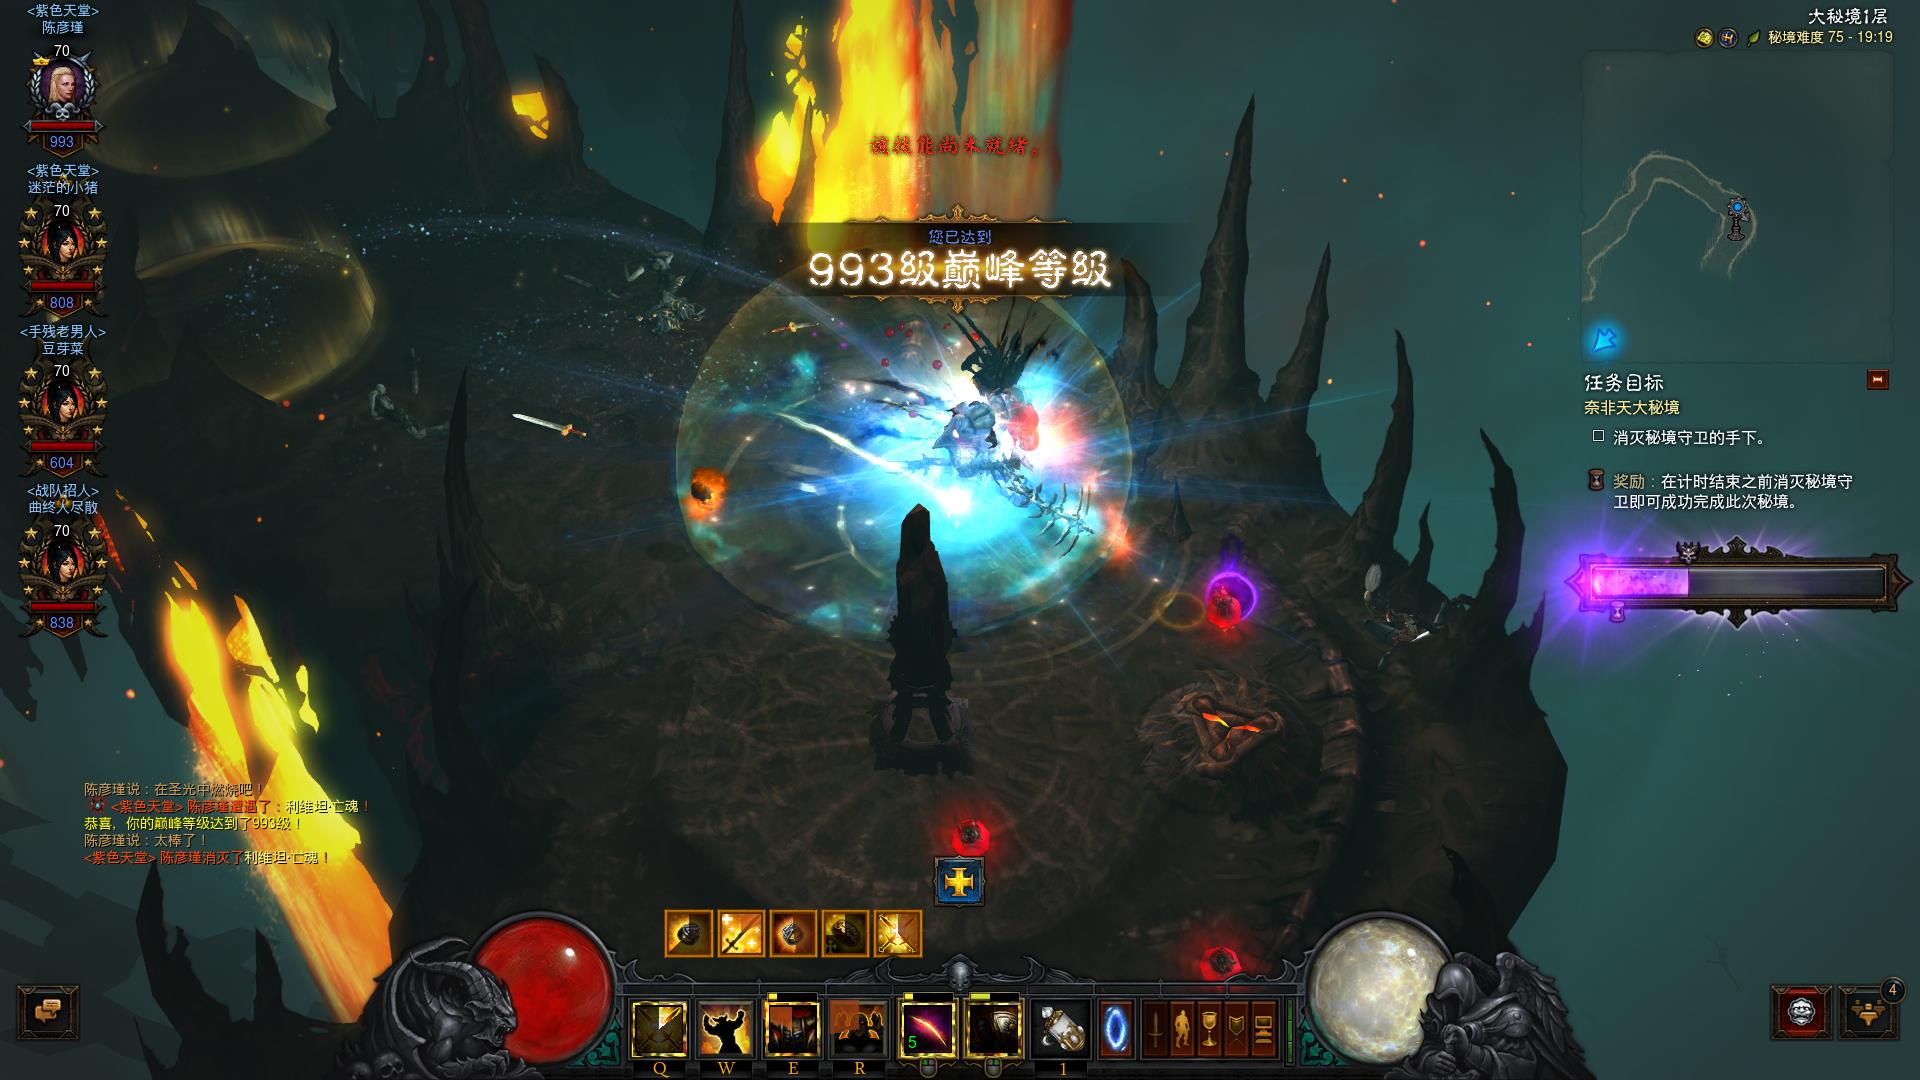 <紫色天堂>
陈彦瑾
70
993
<紫色天堂>
迷茫的小猪
70
808
<手残老男人>
豆芽菜
70
604
<战队招人>
曲终人尽散
70
838
该技能尚未就绪。
您已达到
993级巅峰等级
大秘境1层
秘境难度 75 - 19:19
任务目标
奈非天大秘境
消灭秘境守卫的手下。
奖励：在计时结束之前消灭秘境守
卫即可成功完成此次秘境。
陈彦瑾说：在圣光中燃烧吧！
<紫色天堂> 陈彦瑾遭遇了：利维坦·亡魂！
恭喜，你的巅峰等级达到了993级！
陈彦瑾说：太棒了！
<紫色天堂> 陈彦瑾消灭了利维坦·亡魂！
5
Q W E R 1
4